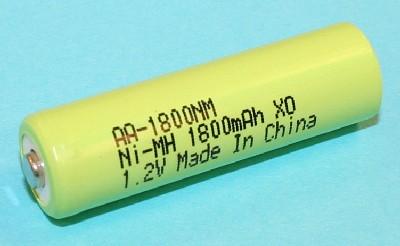 AA-1800NM
Ni-MH 1800mAh XO
1.2V Made In China